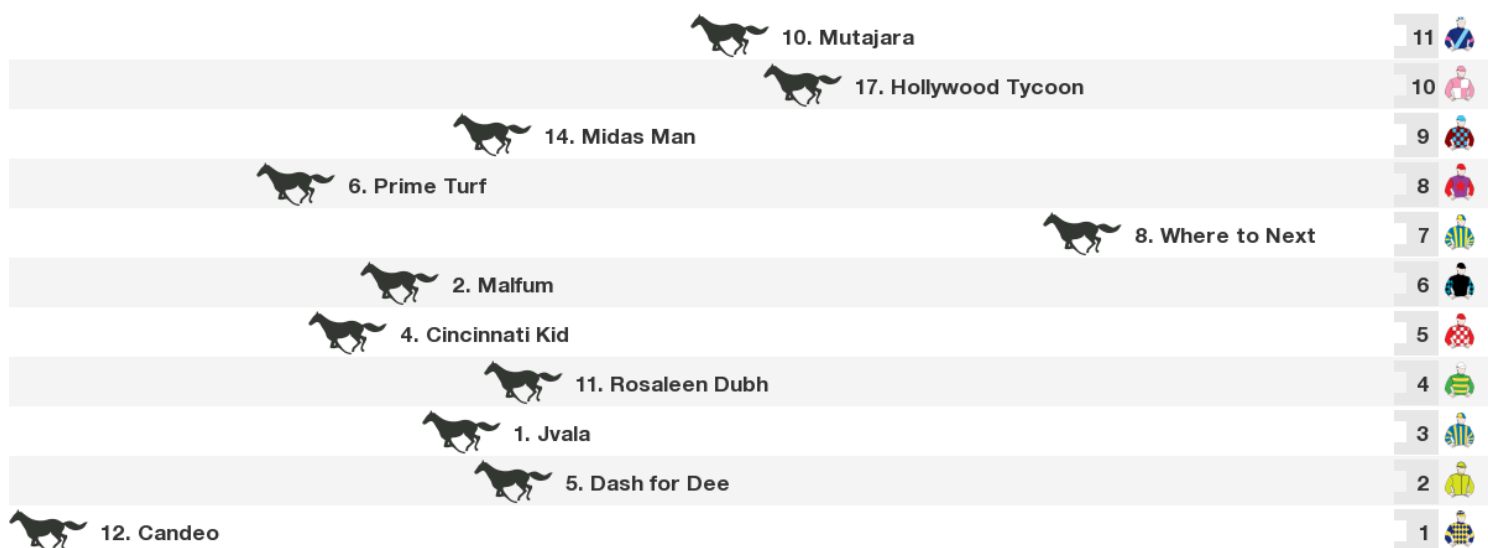 10. Mutajara 11
17. Hollywood Tycoon 10
14. Midas Man 9
6. Prime Turf 8
8. Where to Next 7
2. Malfum 6
4. Cincinnati Kid 5
11. Rosaleen Dubh 4
1. Jvala 3
5. Dash for Dee 2
12. Candeo 1